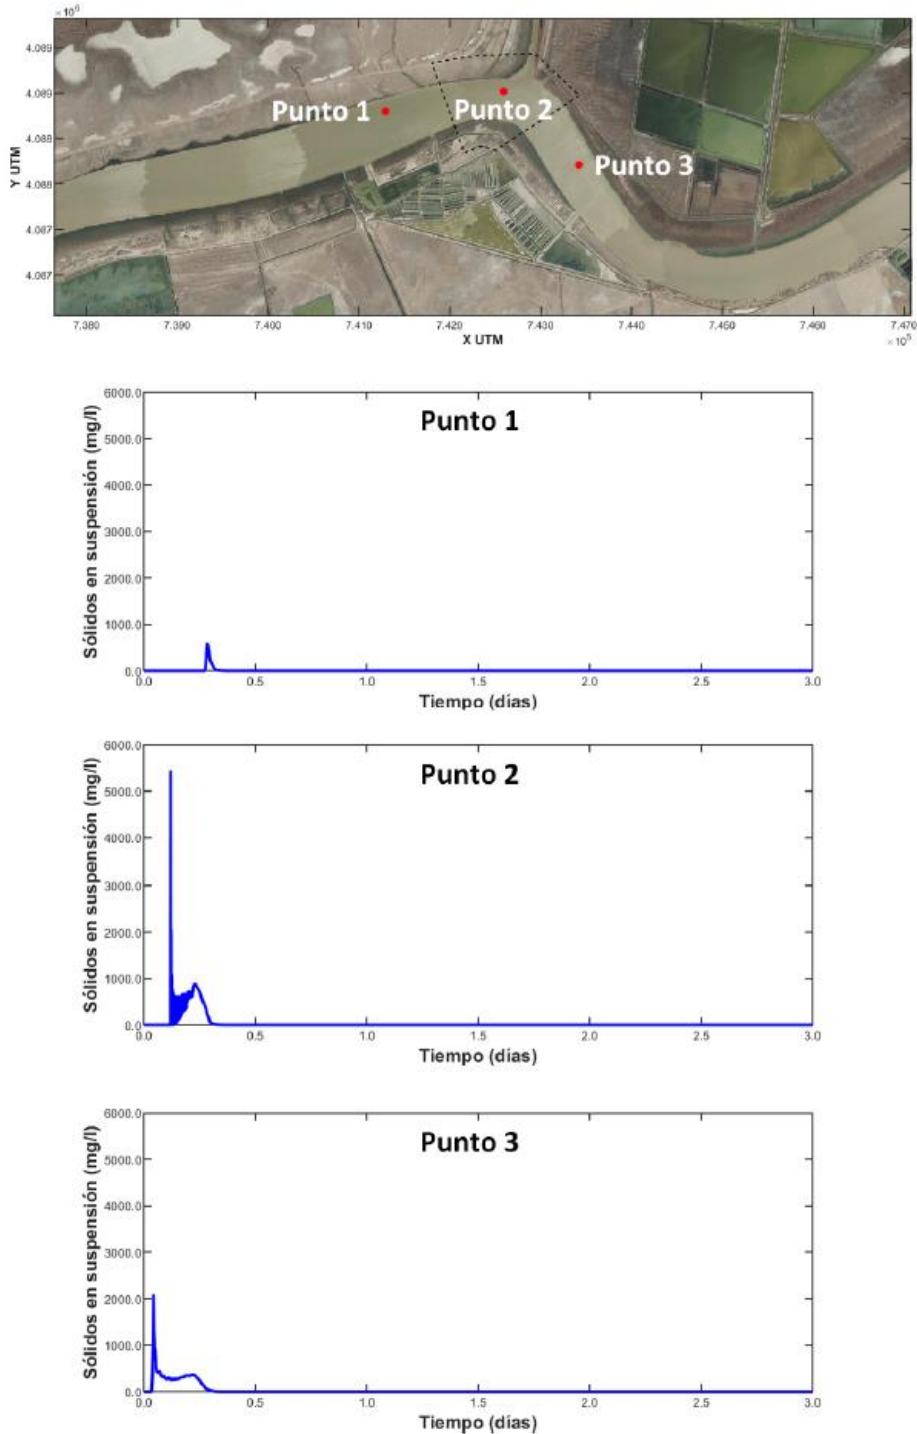 ×10⁶
4.089
4.089
4.088
4.088
4.087
4.087
Y UTM
Punto 1
Punto 2
Punto 3
7.380 7.390 7.400 7.410 7.420 7.430 7.440 7.450 7.460 7.470
X UTM
×10⁵
Punto 1
Sólidos en suspensión (mg/l)
6000.0
5000.0
4000.0
3000.0
2000.0
1000.0
0.0
0.0 0.5 1.0 1.5 2.0 2.5 3.0
Tiempo (días)
Punto 2
Sólidos en suspensión (mg/l)
6000.0
5000.0
4000.0
3000.0
2000.0
1000.0
0.0
0.0 0.5 1.0 1.5 2.0 2.5 3.0
Tiempo (días)
Punto 3
Sólidos en suspensión (mg/l)
6000.0
5000.0
4000.0
3000.0
2000.0
1000.0
0.0
0.0 0.5 1.0 1.5 2.0 2.5 3.0
Tiempo (días)